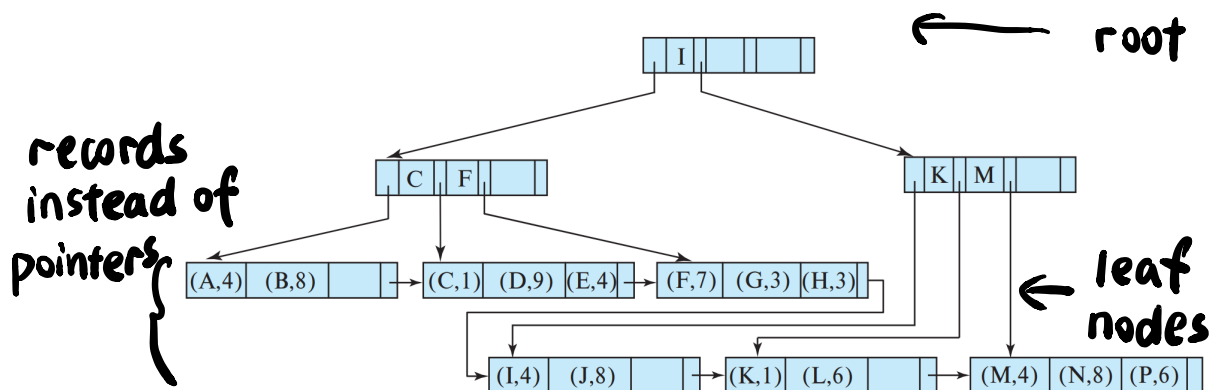 I
root
records
instead of
pointers
C F
K M
(A,4) (B,8)
(C,1) (D,9) (E,4)
(F,7) (G,3) (H,3)
leaf
nodes
(I,4) (J,8)
(K,1) (L,6)
(M,4) (N,8) (P,6)